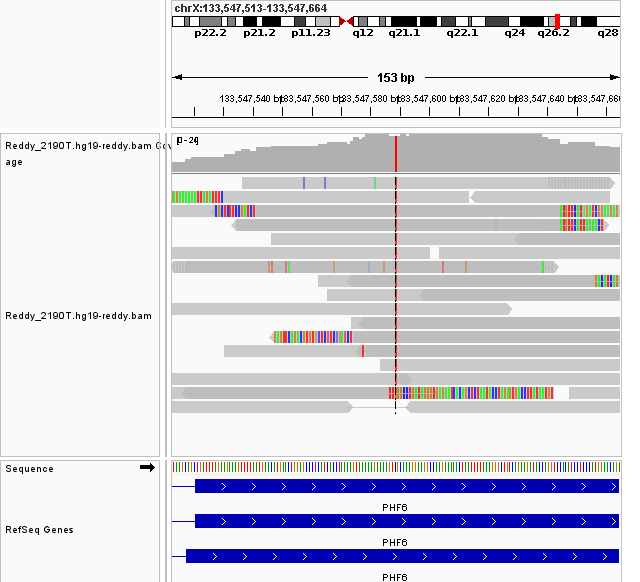 chrX:133,547,513-133,547,664
p22.2 p21.2 p11.23 q12 q21.1 q22.1 q24 q26.2 q28
153 bp
133,547,540 bp 133,547,560 bp 133,547,580 bp 133,547,600 bp 133,547,620 bp 133,547,640 bp 133,547,660
Reddy_2190T.hg19-reddy.bam Cov
age
[0-24]
Reddy_2190T.hg19-reddy.bam
Sequence
PHF6
RefSeq Genes
PHF6
PHF6